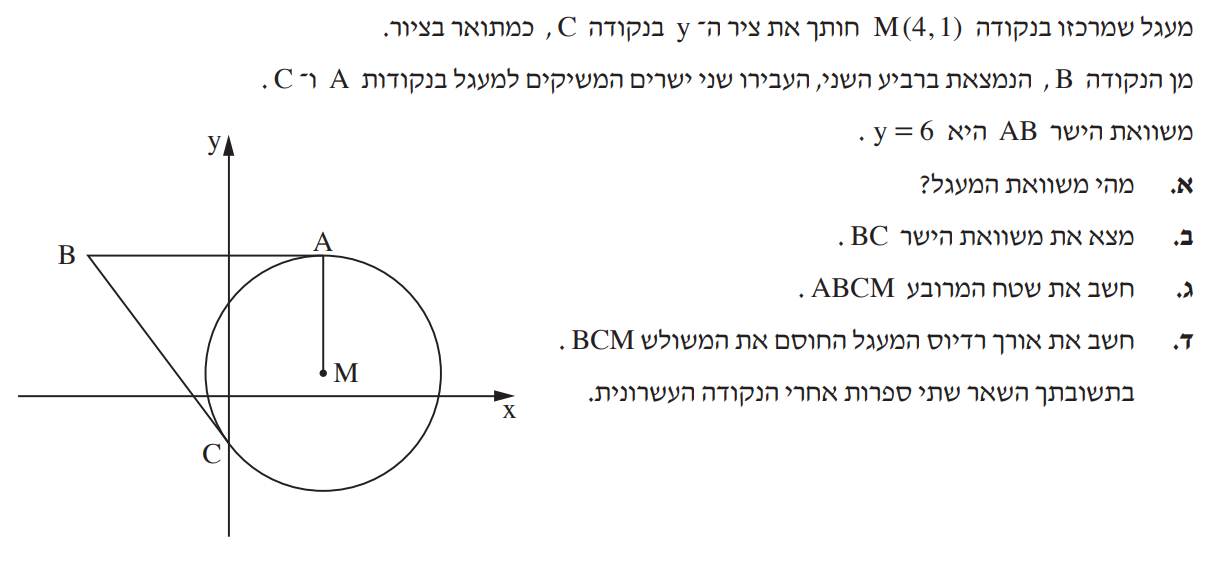 מעגל שמרכזו בנקודה M(4,1) חותך את ציר ה־ y בנקודה C , כמתואר בציור.
מן הנקודה B , הנמצאת ברביע השני, העבירו שני ישרים המשיקים למעגל בנקודות A ו־ C .
משוואת הישר AB היא y = 6 .
א. מהי משוואת המעגל?
ב. מצא את משוואת הישר BC .
ג. חשב את שטח המרובע ABCM .
ד. חשב את אורך רדיוס המעגל החוסם את המשולש BCM .
בתשובתך השאר שתי ספרות אחרי הנקודה העשרונית.
y
A
B
M
x
C